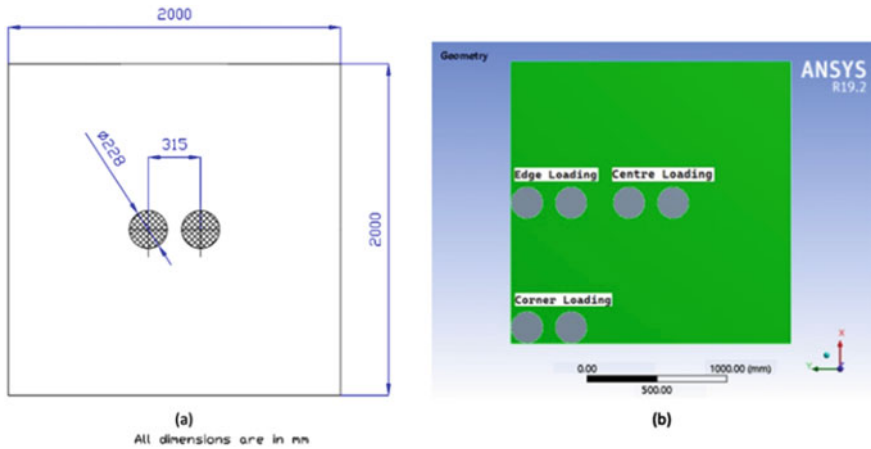 2000
Ø228
315
2000
(a)
All dimensions are in mm
Geometry
ANSYS
R19.2
Edge Loading
Centre Loading
Corner Loading
0.00
1000.00 (mm)
500.00
X
Y
Z
(b)